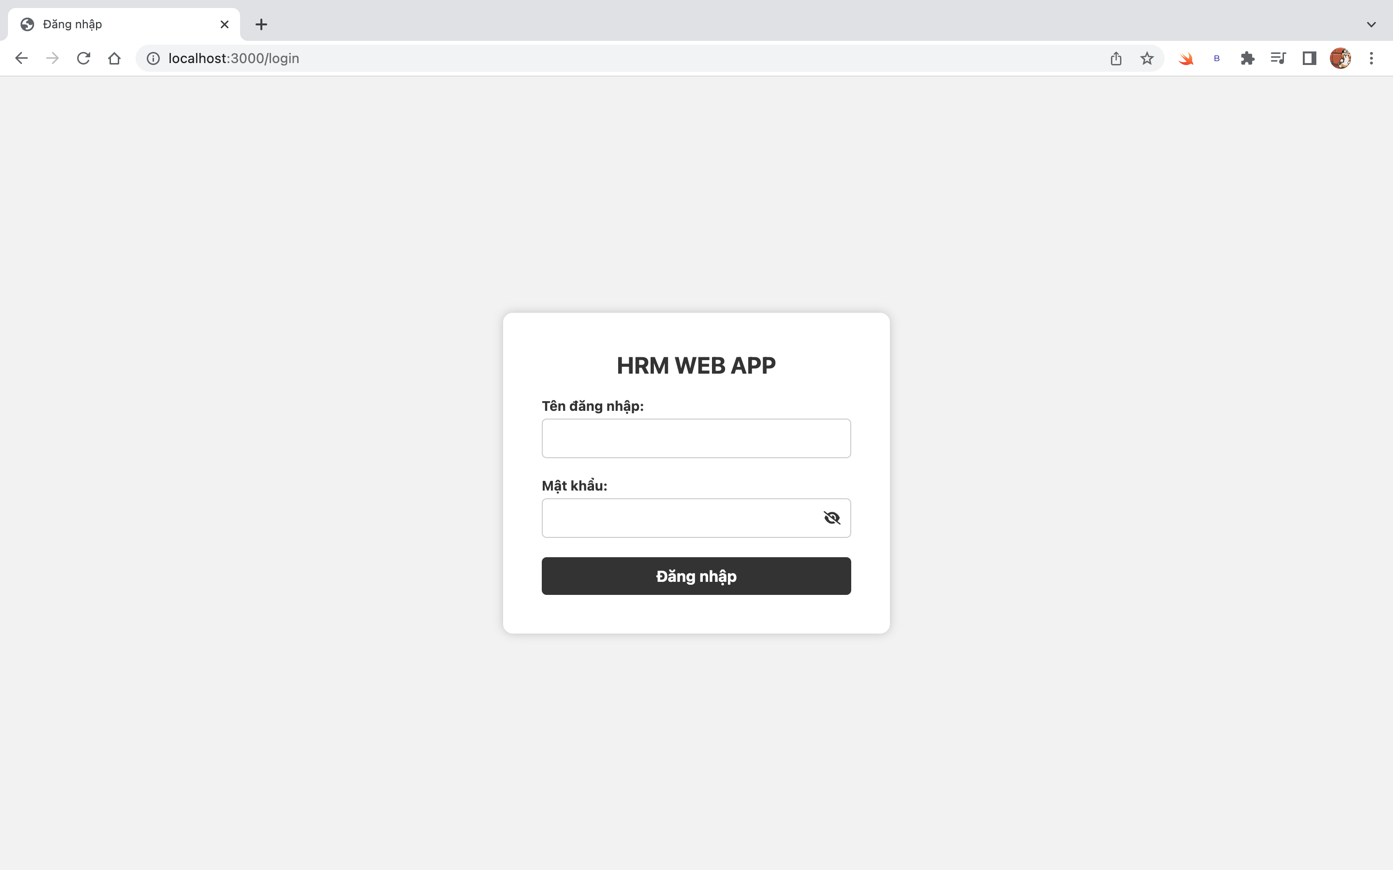 Đăng nhập
localhost:3000/login
B
HRM WEB APP
Tên đăng nhập:
Mật khẩu:
Đăng nhập